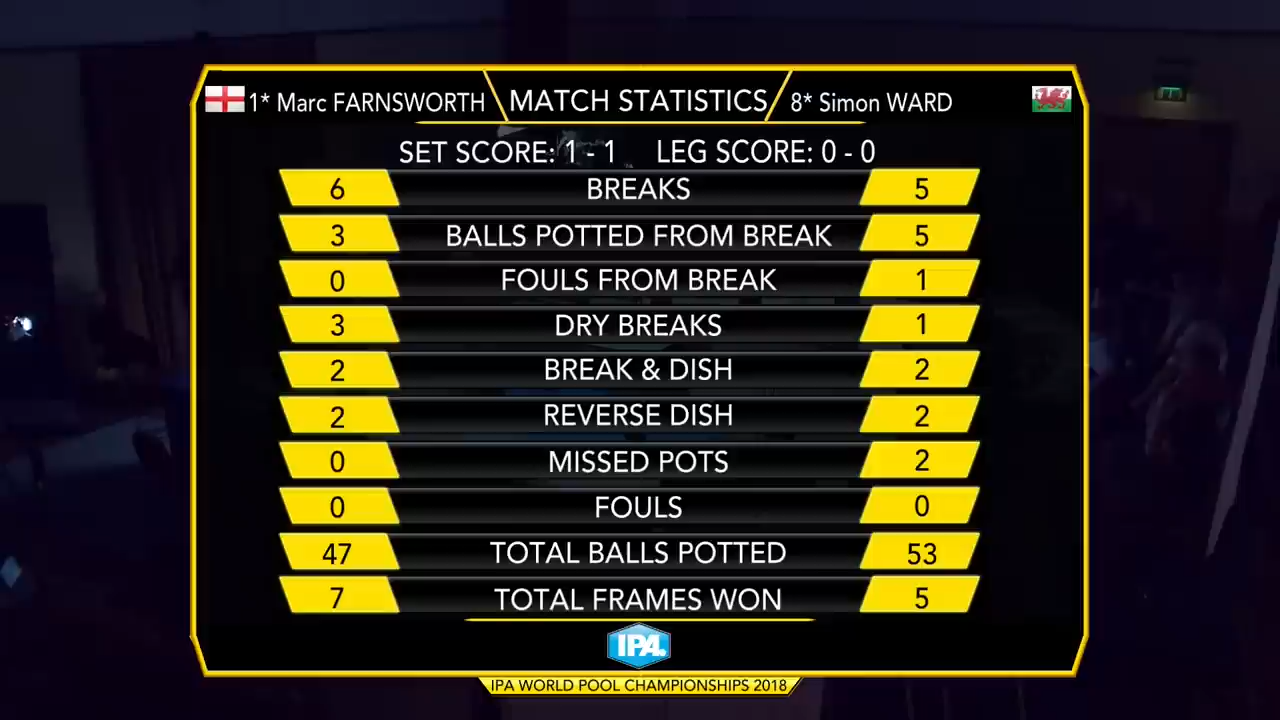 1* Marc FARNSWORTH MATCH STATISTICS 8* Simon WARD
SET SCORE: 1 - 1 LEG SCORE: 0 - 0
6 BREAKS 5
3 BALLS POTTED FROM BREAK 5
0 FOULS FROM BREAK 1
3 DRY BREAKS 1
2 BREAK & DISH 2
2 REVERSE DISH 2
0 MISSED POTS 2
0 FOULS 0
47 TOTAL BALLS POTTED 53
7 TOTAL FRAMES WON 5
IPA
IPA WORLD POOL CHAMPIONSHIPS 2018